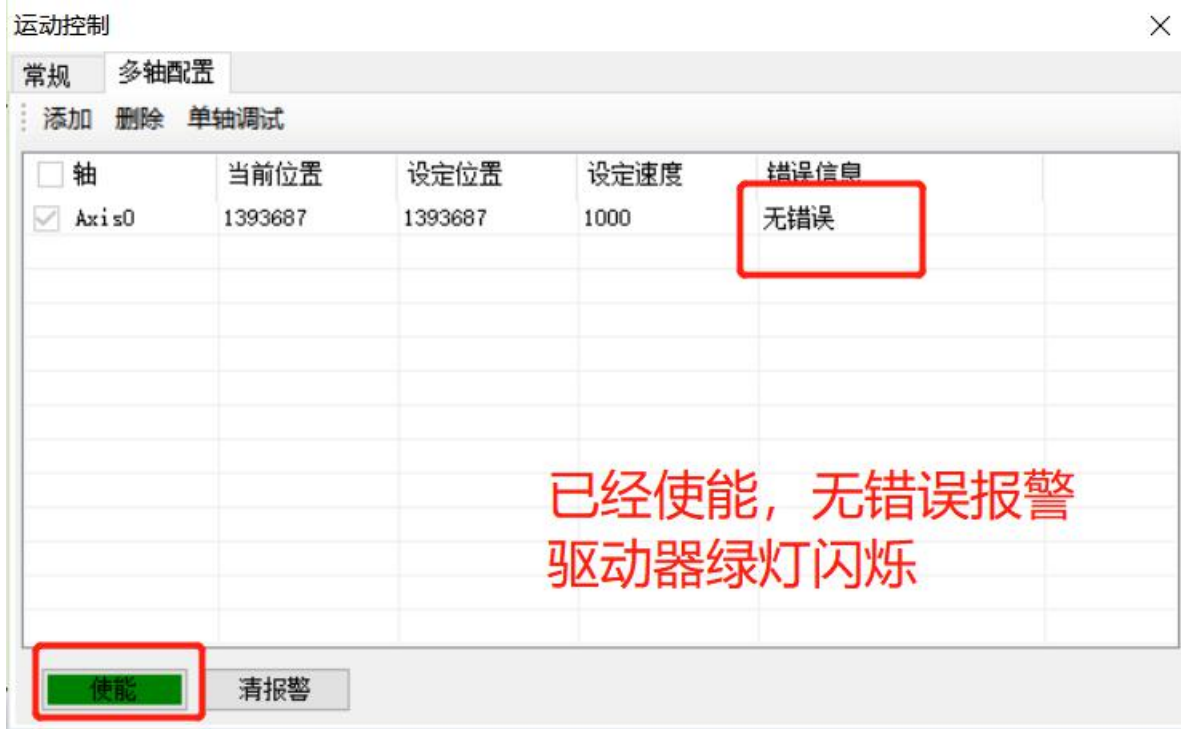 运动控制
常规 多轴配置
添加 删除 单轴调试
轴 当前位置 设定位置 设定速度 错误信息
Axis0 1393687 1393687 1000 无错误
已经使能，无错误报警
驱动器绿灯闪烁
使能 清报警